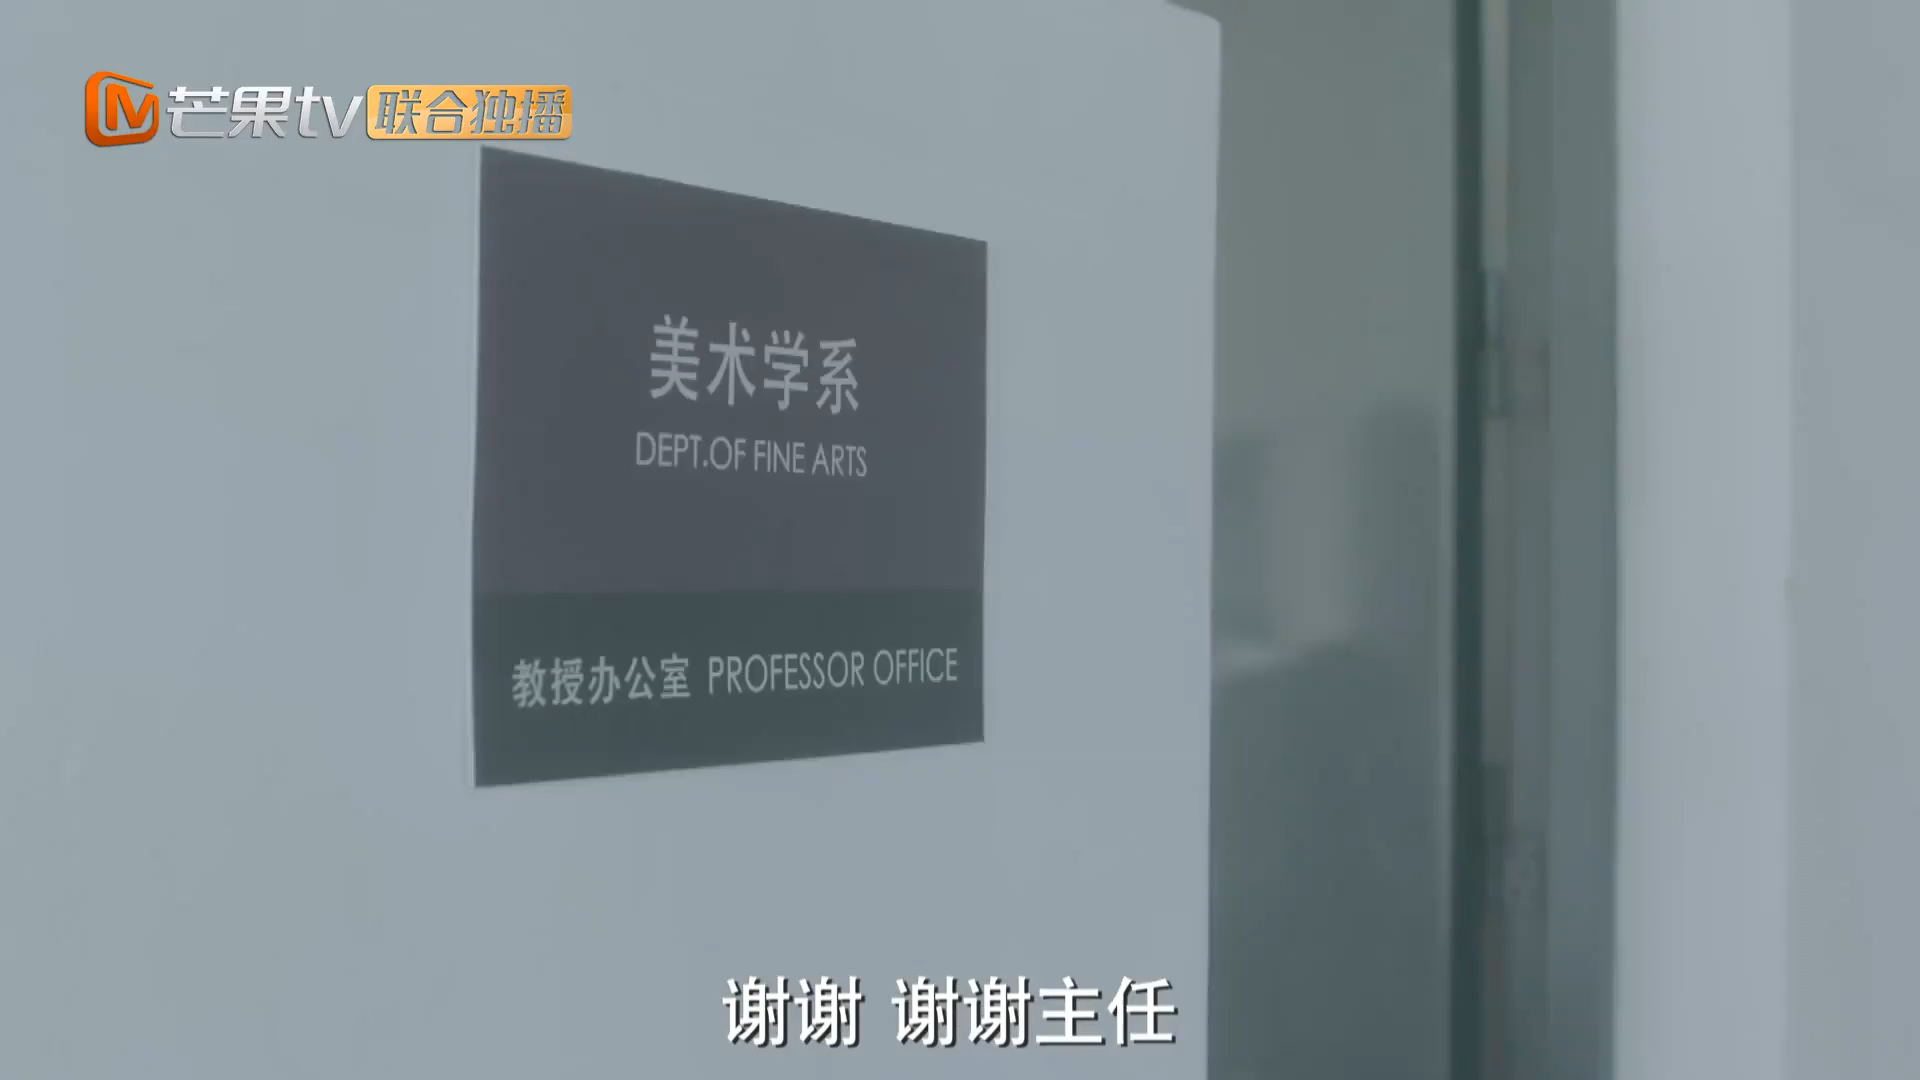 芒果tv 联合独播
美术学系
DEPT.OF FINE ARTS
教授办公室 PROFESSOR OFFICE
谢谢 谢谢主任